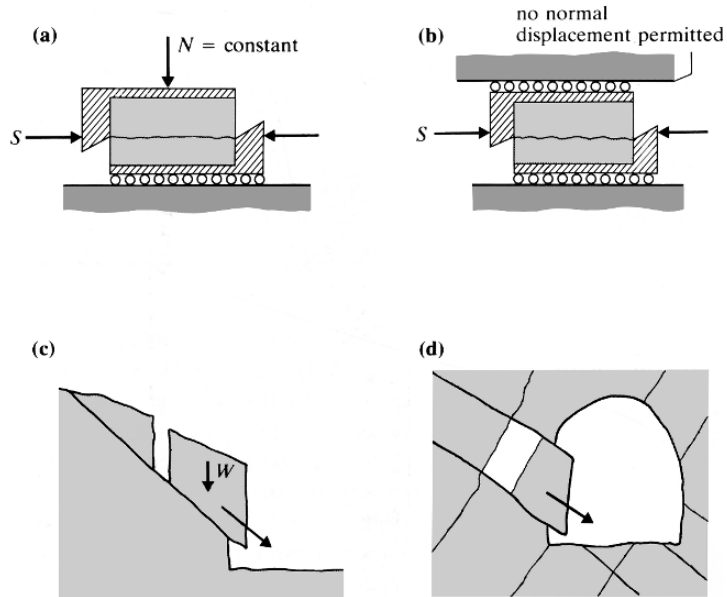 (a)
N = constant
S
(b)
no normal
displacement permitted
S
(c)
W
(d)